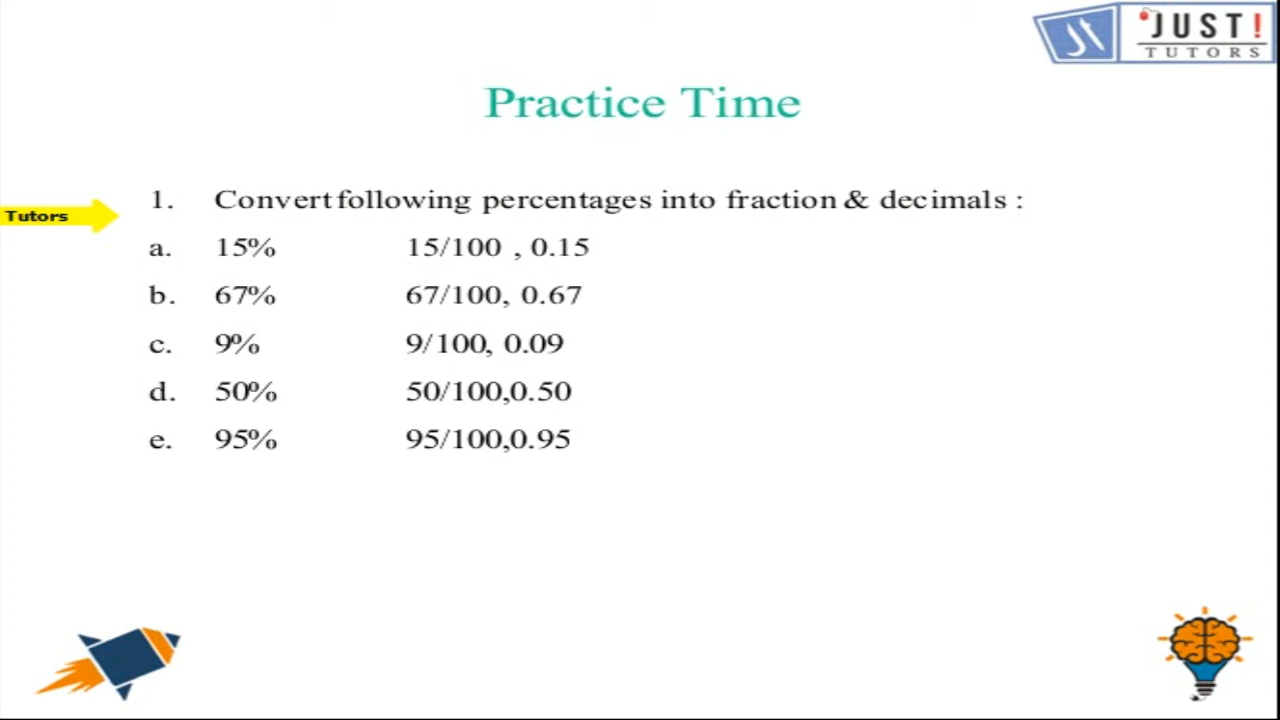 JUST!
TUTORS
Practice Time
1. Convert following percentages into fraction & decimals :
Tutors
a. 15% 15/100 , 0.15
b. 67% 67/100, 0.67
c. 9% 9/100, 0.09
d. 50% 50/100,0.50
e. 95% 95/100,0.95